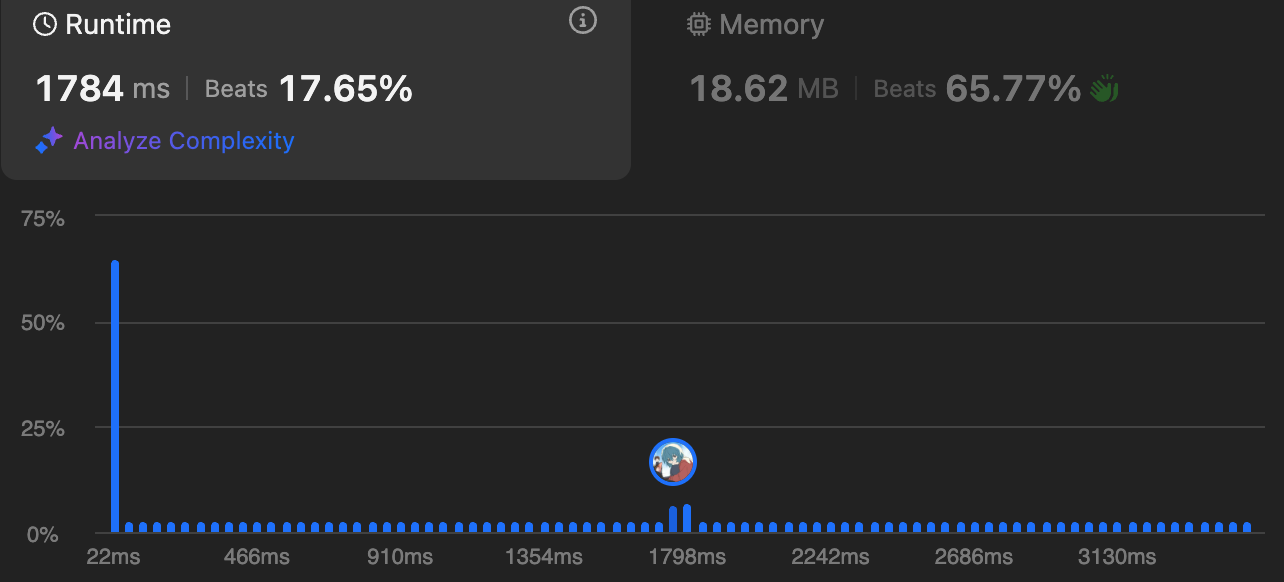 Runtime
Memory
1784 ms | Beats 17.65%
18.62 MB | Beats 65.77%
Analyze Complexity
75%
50%
25%
0%
22ms 466ms 910ms 1354ms 1798ms 2242ms 2686ms 3130ms